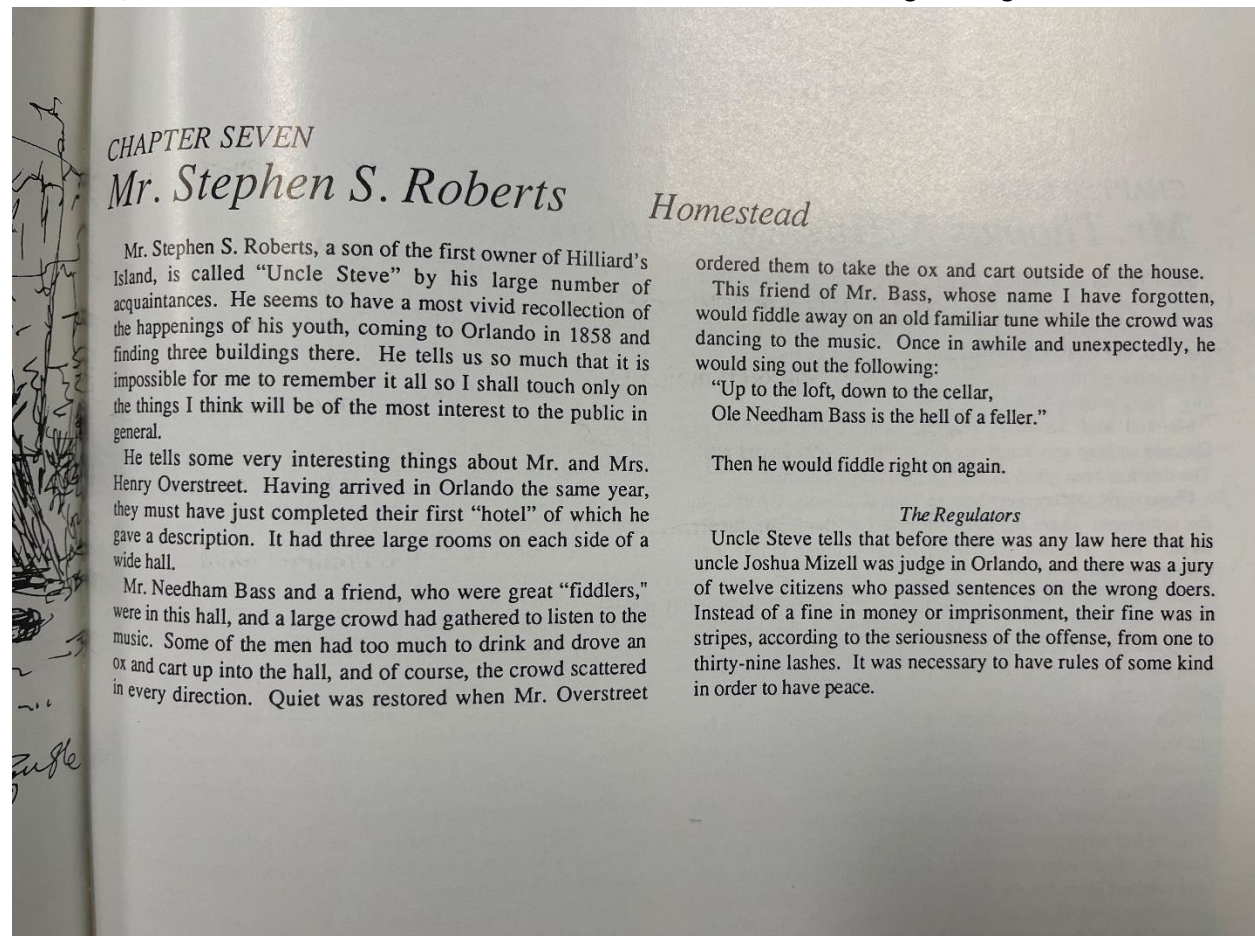 CHAPTER SEVEN
Mr. Stephen S. Roberts Homestead
Mr. Stephen S. Roberts, a son of the first owner of Hilliard's
Island, is called “Uncle Steve” by his large number of
acquaintances. He seems to have a most vivid recollection of
the happenings of his youth, coming to Orlando in 1858 and
finding three buildings there. He tells us so much that it is
impossible for me to remember it all so I shall touch only on
the things I think will be of the most interest to the public in
general.
He tells some very interesting things about Mr. and Mrs.
Henry Overstreet. Having arrived in Orlando the same year,
they must have just completed their first “hotel” of which he
gave a description. It had three large rooms on each side of a
wide hall.
Mr. Needham Bass and a friend, who were great “fiddlers,"
were in this hall, and a large crowd had gathered to listen to the
music. Some of the men had too much to drink and drove an
ox and cart up into the hall, and of course, the crowd scattered
in every direction. Quiet was restored when Mr. Overstreet
ordered them to take the ox and cart outside of the house.
This friend of Mr. Bass, whose name I have forgotten,
would fiddle away on an old familiar tune while the crowd was
dancing to the music. Once in awhile and unexpectedly, he
would sing out the following:
“Up to the loft, down to the cellar,
Ole Needham Bass is the hell of a feller.”
Then he would fiddle right on again.
The Regulators
Uncle Steve tells that before there was any law here that his
uncle Joshua Mizell was judge in Orlando, and there was a jury
of twelve citizens who passed sentences on the wrong doers.
Instead of a fine in money or imprisonment, their fine was in
stripes, according to the seriousness of the offense, from one to
thirty-nine lashes. It was necessary to have rules of some kind
in order to have peace.